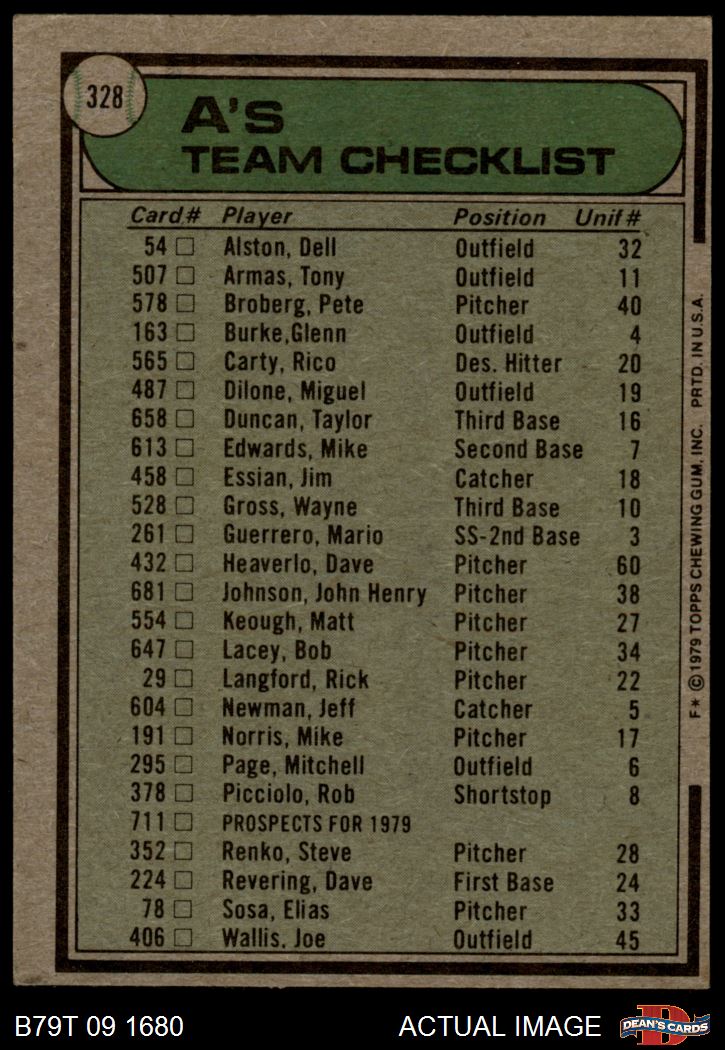 328
A'S
TEAM CHECKLIST
Card# Player Position Unif#
54 Alston, Dell Outfield 32
507 Armas, Tony Outfield 11
578 Broberg, Pete Pitcher 40
163 Burke,Glenn Outfield 4
565 Carty, Rico Des. Hitter 20
487 Dilone, Miguel Outfield 19
658 Duncan, Taylor Third Base 16
613 Edwards, Mike Second Base 7
458 Essian, Jim Catcher 18
528 Gross, Wayne Third Base 10
261 Guerrero, Mario SS-2nd Base 3
432 Heaverlo, Dave Pitcher 60
681 Johnson, John Henry Pitcher 38
554 Keough, Matt Pitcher 27
647 Lacey, Bob Pitcher 34
29 Langford, Rick Pitcher 22
604 Newman, Jeff Catcher 5
191 Norris, Mike Pitcher 17
295 Page, Mitchell Outfield 6
378 Picciolo, Rob Shortstop 8
711 PROSPECTS FOR 1979
352 Renko, Steve Pitcher 28
224 Revering, Dave First Base 24
78 Sosa, Elias Pitcher 33
406 Wallis, Joe Outfield 45
F* © 1979 TOPPS CHEWING GUM, INC. PRTD. IN U.S.A.
B79T 09 1680 ACTUAL IMAGE
D
DEAN'S CARDS